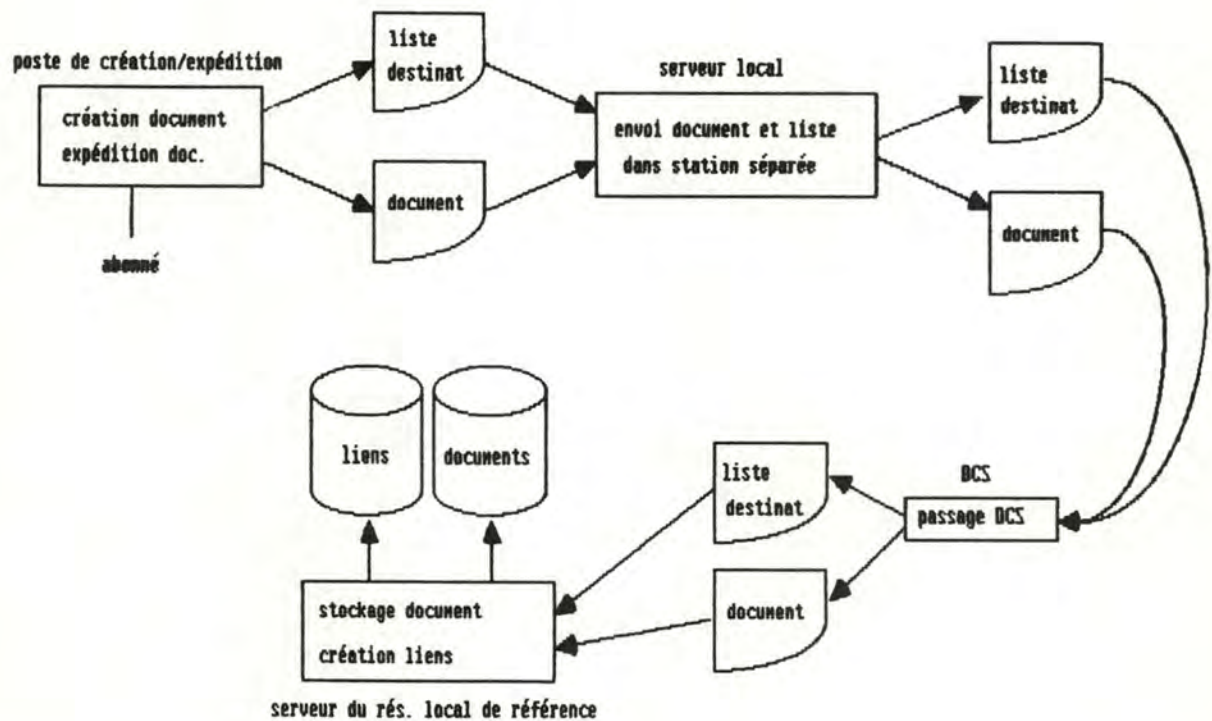 poste de création/expédition
création document
expédition doc.
abonné
liste
destinat
document
serveur local
envoi document et liste
dans station séparée
liste
destinat
document
DCS
passage DCS
liste
destinat
document
liens
documents
stockage document
création liens
serveur du rés. local de référence